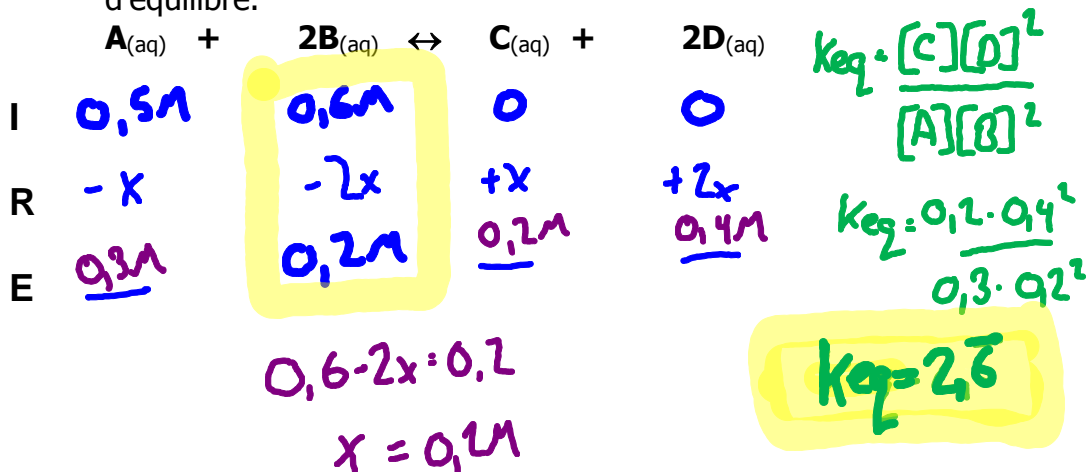 d'équilibre.
A(aq) + 2B(aq) ↔ C(aq) + 2D(aq)
I 0,5M 0,6M 0 0
R -x -2x +x +2x
E 0,3M 0,2M 0,2M 0,4M
0,6-2x=0,2
x = 0,2M
Keq = [C][D]²
[A][B]²
Keq = 0,2 · 0,4²
0,3 · 0,2²
Keq = 2,6̅